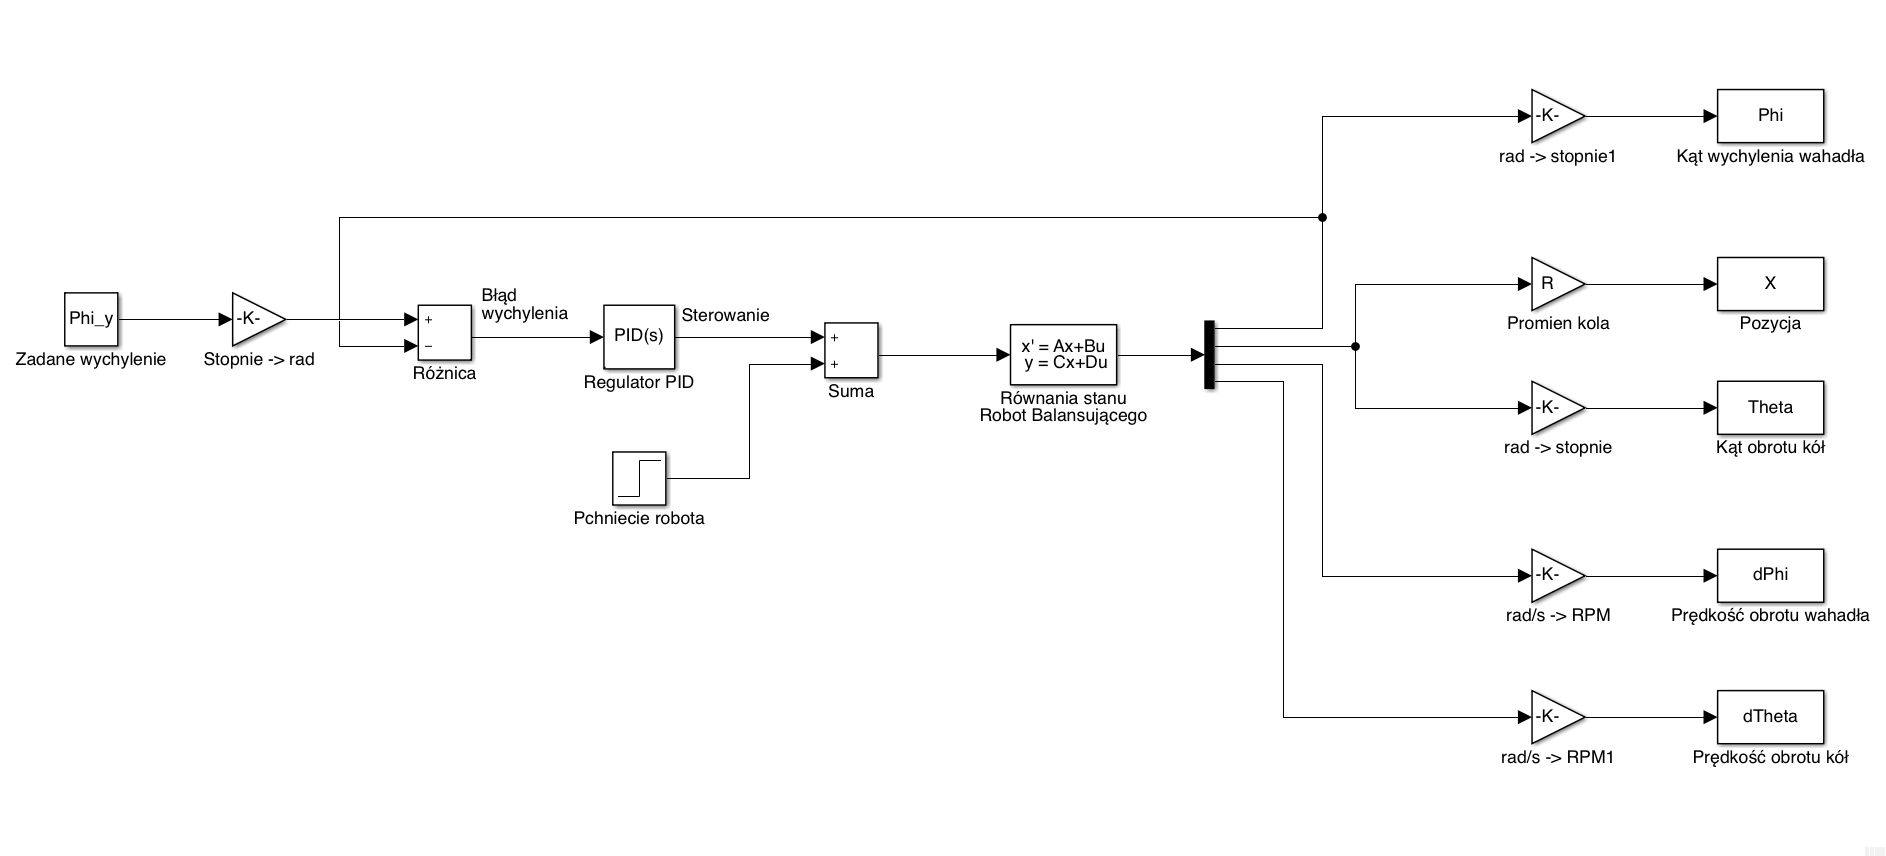 -K-
rad -> stopnie1
Phi
Kąt wychylenia wahadła
Phi_y
Zadane wychylenie
-K-
Stopnie -> rad
+
−
Różnica
Błąd
wychylenia
PID(s)
Regulator PID
Sterowanie
+
+
Suma
Pchniecie robota
x' = Ax+Bu
y = Cx+Du
Równania stanu
Robot Balansującego
R
Promien kola
X
Pozycja
-K-
rad -> stopnie
Theta
Kąt obrotu kół
-K-
rad/s -> RPM
dPhi
Prędkość obrotu wahadła
-K-
rad/s -> RPM1
dTheta
Prędkość obrotu kół